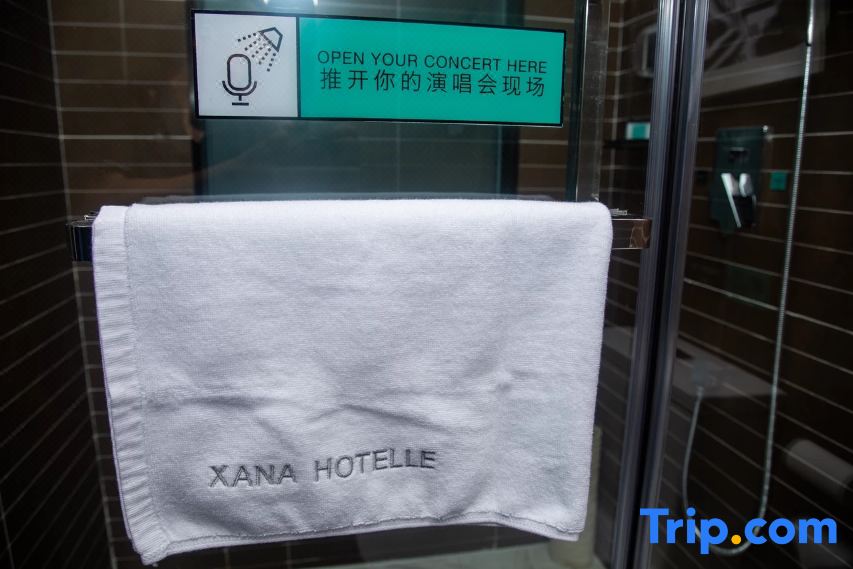 OPEN YOUR CONCERT HERE
推开你的演唱会现场
XANA HOTELLE
Trip.com